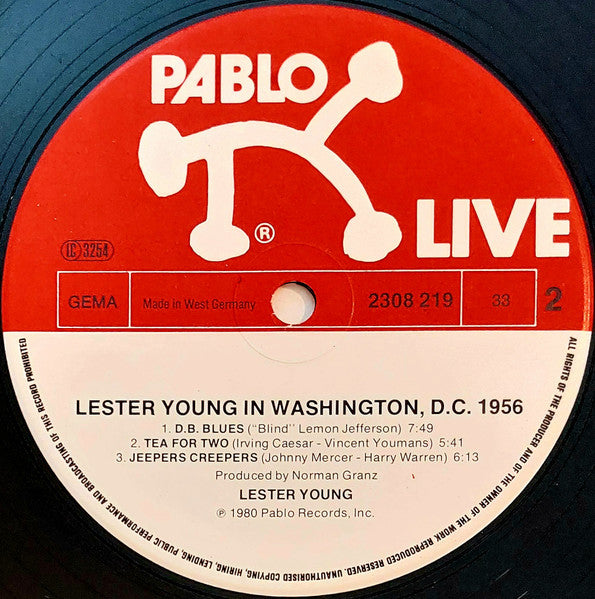 PABLO
LIVE
®
LC 3254
GEMA
Made in West Germany
2308 219
33
2
LESTER YOUNG IN WASHINGTON, D.C. 1956
1. D.B. BLUES ("Blind" Lemon Jefferson) 7:49
2. TEA FOR TWO (Irving Caesar - Vincent Youmans) 5:41
3. JEEPERS CREEPERS (Johnny Mercer - Harry Warren) 6:13
Produced by Norman Granz
LESTER YOUNG
℗ 1980 Pablo Records, Inc.
ALL RIGHTS OF THE PRODUCER AND OF THE OWNER OF THE WORK REPRODUCED RESERVED. UNAUTHORISED COPYING, HIRING, LENDING, PUBLIC PERFORMANCE AND BROADCASTING OF THIS RECORD PROHIBITED